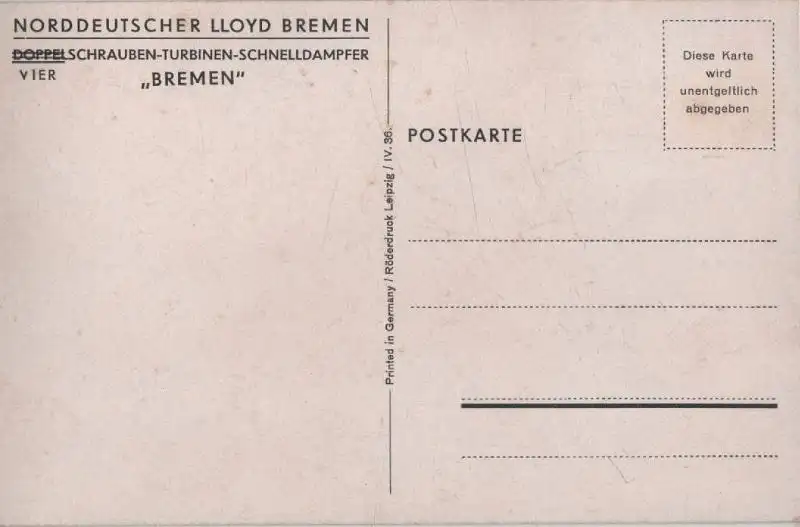 NORDDEUTSCHER LLOYD BREMEN
DOPPELSCHRAUBEN-TURBINEN-SCHNELLDAMPFER
VIER
„BREMEN"
Diese Karte
wird
unentgeltlich
abgegeben
POSTKARTE
Printed in Germany / Röderdruck Leipzig / IV. 36.